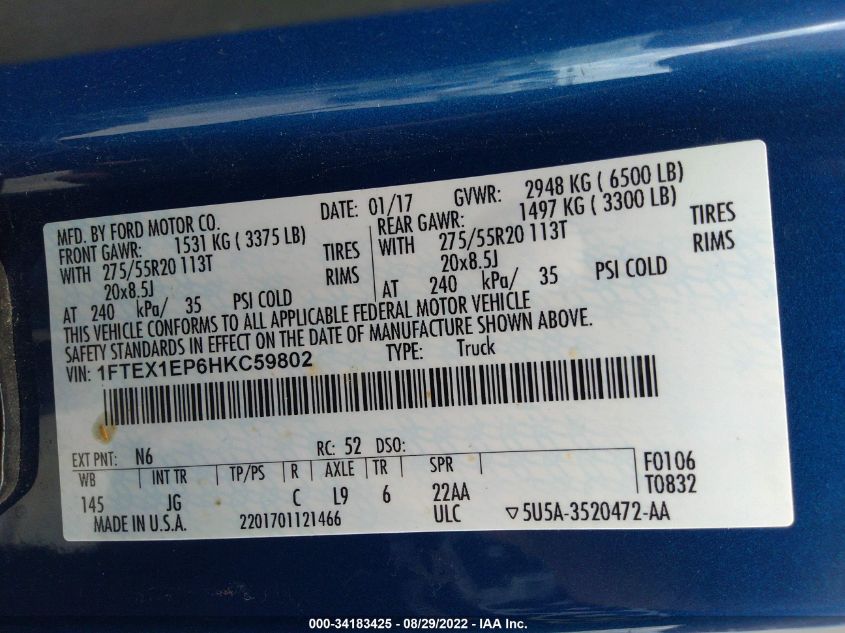 MFD. BY FORD MOTOR CO.
DATE: 01/17 GVWR: 2948 KG ( 6500 LB)
FRONT GAWR: 1531 KG ( 3375 LB)
WITH 275/55R20 113T TIRES
20x8.5J RIMS
AT 240 kPa/ 35 PSI COLD
REAR GAWR: 1497 KG ( 3300 LB)
WITH 275/55R20 113T TIRES
20x8.5J RIMS
AT 240 kPa/ 35 PSI COLD
THIS VEHICLE CONFORMS TO ALL APPLICABLE FEDERAL MOTOR VEHICLE
SAFETY STANDARDS IN EFFECT ON THE DATE OF MANUFACTURE SHOWN ABOVE.
VIN: 1FTEX1EP6HKC59802 TYPE: Truck
EXT PNT: N6 RC: 52 DSO:
WB INT TR TP/PS R AXLE TR SPR F0106
145 JG C L9 6 22AA T0832
MADE IN U.S.A. 2201701121466 ULC ▽5U5A-3520472-AA
000-34183425 - 08/29/2022 - IAA Inc.